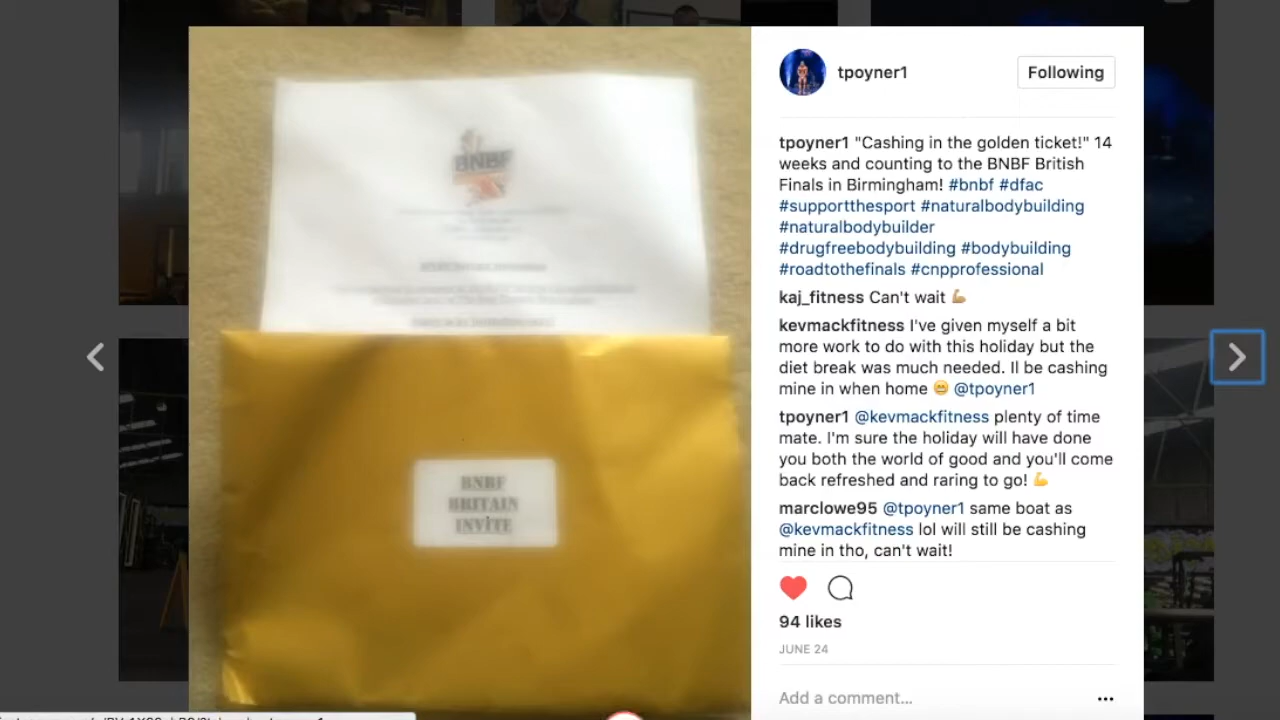 BNBF
BNBF
BRITAIN
INVITE
tpoyner1
Following
tpoyner1 "Cashing in the golden ticket!" 14
weeks and counting to the BNBF British
Finals in Birmingham! #bnbf #dfac
#supportthesport #naturalbodybuilding
#naturalbodybuilder
#drugfreebodybuilding #bodybuilding
#roadtothefinals #cnpprofessional
kaj_fitness Can't wait 💪🏽
kevmackfitness I've given myself a bit
more work to do with this holiday but the
diet break was much needed. Il be cashing
mine in when home 😁 @tpoyner1
tpoyner1 @kevmackfitness plenty of time
mate. I'm sure the holiday will have done
you both the world of good and you'll come
back refreshed and raring to go! 💪
marclowe95 @tpoyner1 same boat as
@kevmackfitness lol will still be cashing
mine in tho, can't wait!
94 likes
JUNE 24
Add a comment...